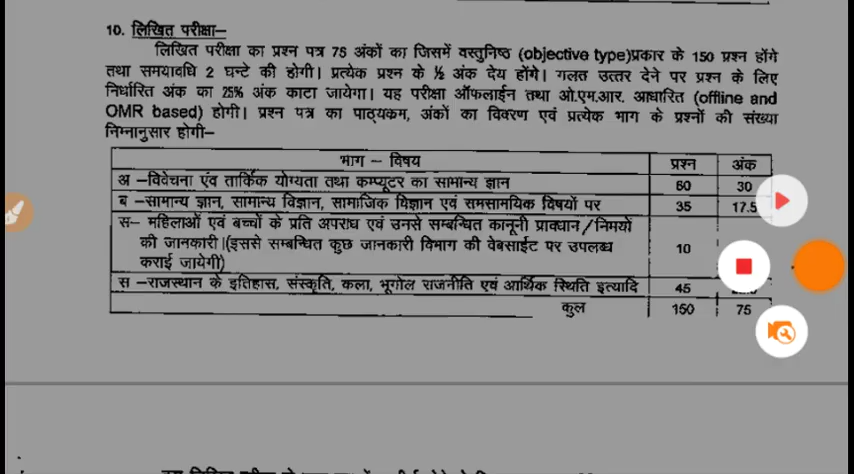 10. लिखित परीक्षा–
लिखित परीक्षा का प्रश्न पत्र 75 अंकों का जिसमें वस्तुनिष्ठ (objective type)प्रकार के 150 प्रश्न होंगे
तथा समयावधि 2 घन्टे की होगी। प्रत्येक प्रश्न के ½ अंक देय होंगे। गलत उत्तर देने पर प्रश्न के लिए
निर्धारित अंक का 25% अंक काटा जायेगा। यह परीक्षा ऑफलाईन तथा ओ.एम.आर. आधारित (offline and
OMR based) होगी। प्रश्न पत्र का पाठ्यकम, अंकों का विवरण एवं प्रत्येक भाग के प्रश्नों की संख्या
निम्नानुसार होगी–
भाग – विषय प्रश्न अंक
अ –विवेचना एंव तार्किक योग्यता तथा कम्प्यूटर का सामान्य ज्ञान 60 30
ब –सामान्य ज्ञान, सामान्य विज्ञान, सामाजिक विज्ञान एवं समसामयिक विषयों पर 35 17.5
स– महिलाओं एवं बच्चों के प्रति अपराध एवं उनसे सम्बन्धित कानूनी प्रावधान/नियमों
की जानकारी।(इससे सम्बन्धित कुछ जानकारी विभाग की वेबसाईट पर उपलब्ध 10
कराई जायेगी)
स –राजस्थान के इतिहास, संस्कृति, कला, भूगोल राजनीति एवं आर्थिक स्थिति इत्यादि 45
कुल 150 75